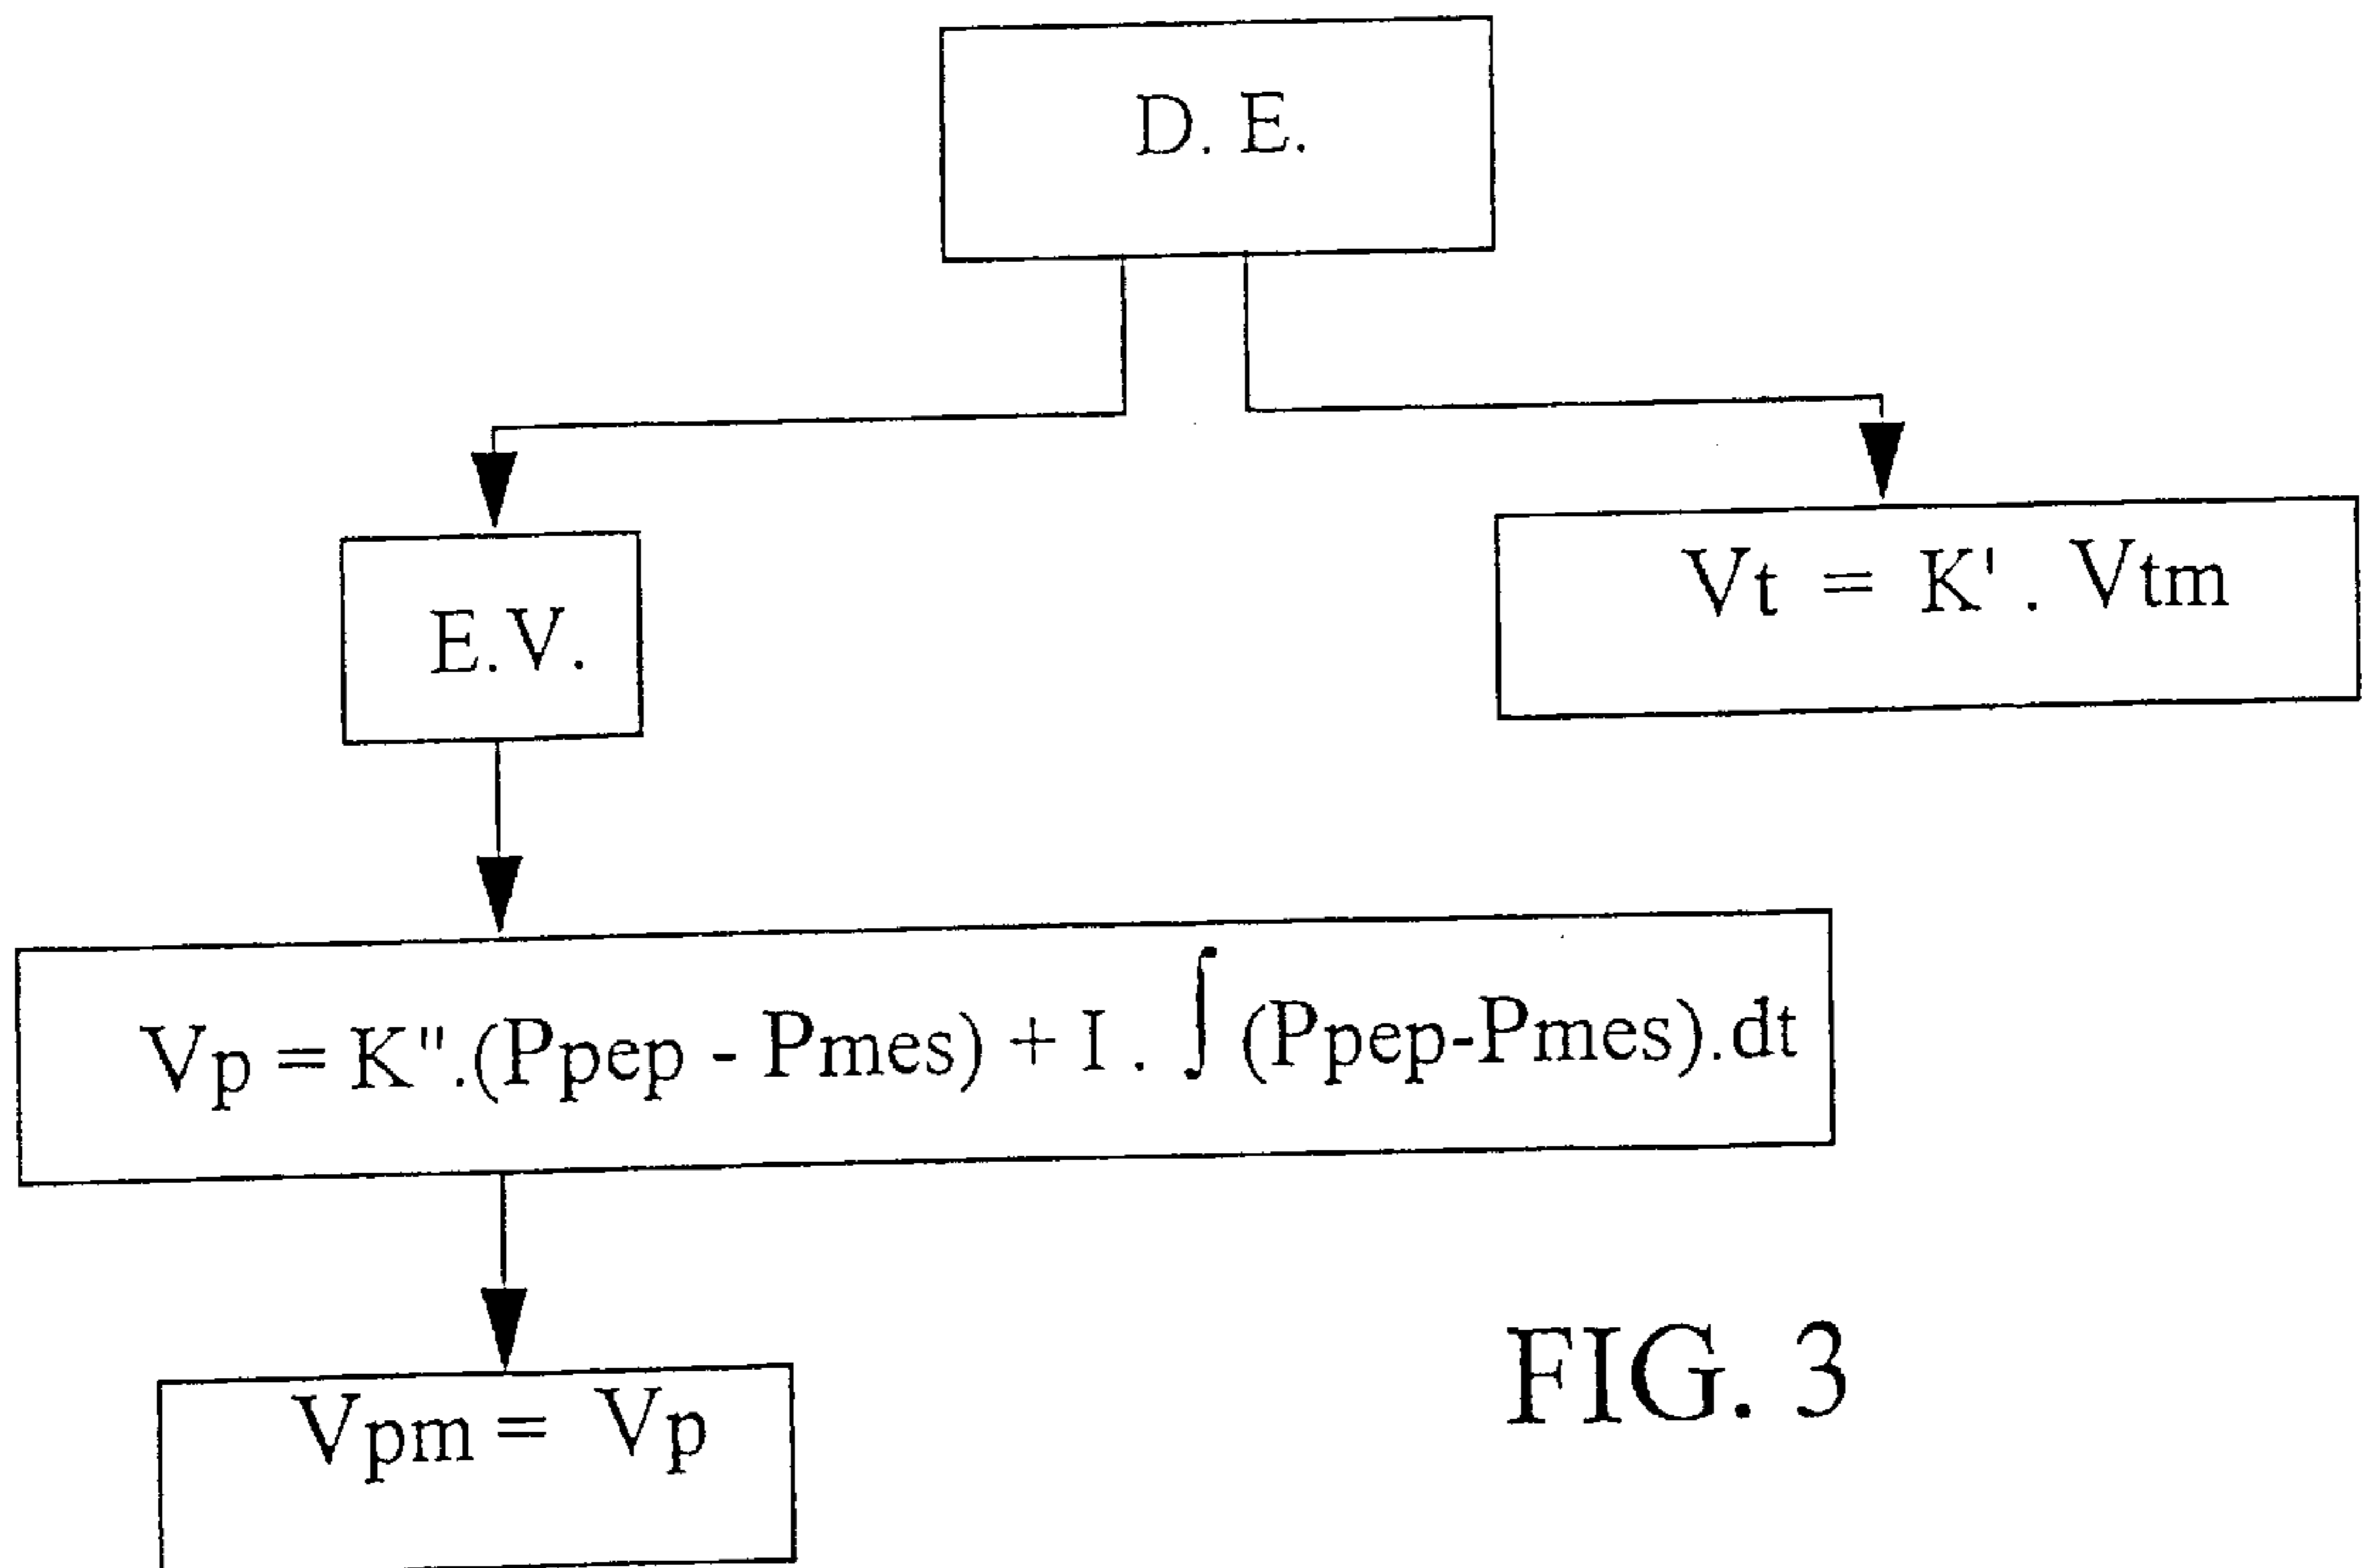 D. E.
E.V.
Vt = K' . Vtm
Vp = K" .(Ppep - Pmes) + I . ∫ (Ppep-Pmes).dt
Vpm = Vp
FIG. 3